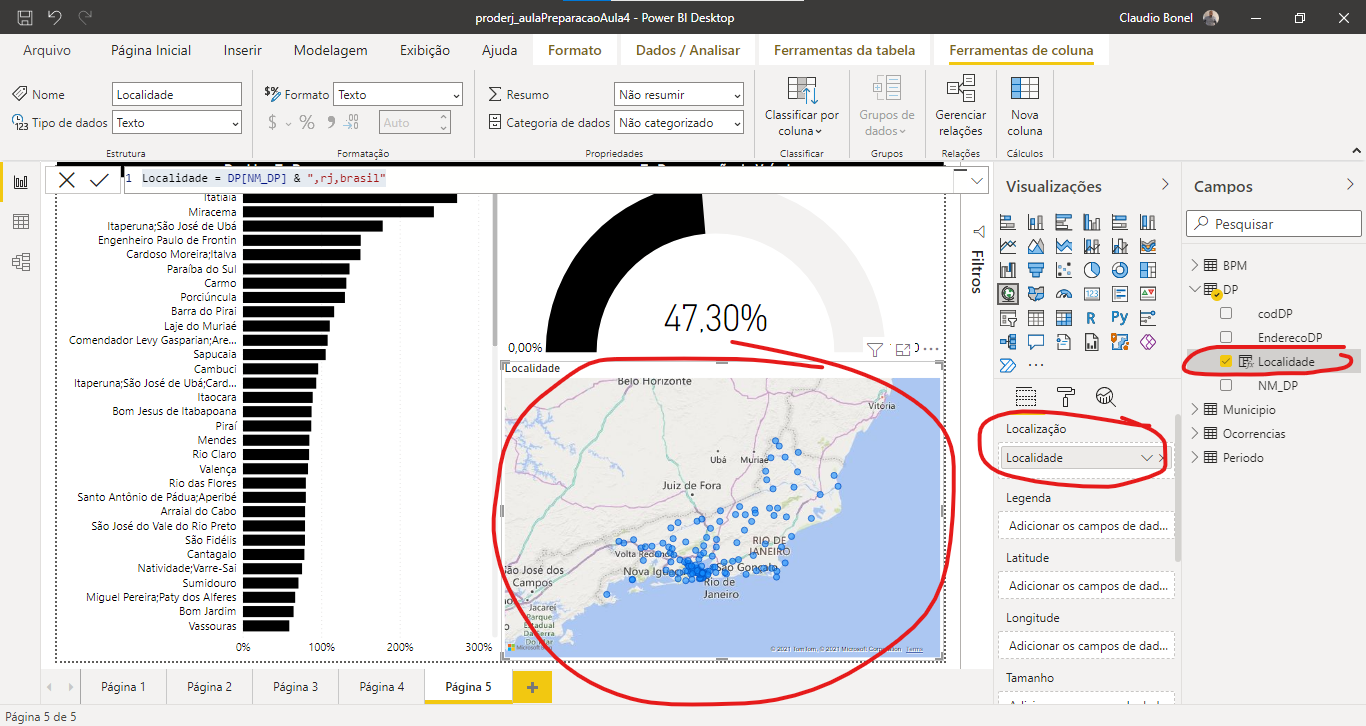 proderj_aulaPreparacaoAula4 - Power BI Desktop
Claudio Bonel
Arquivo
Página Inicial
Inserir
Modelagem
Exibição
Ajuda
Formato
Dados / Analisar
Ferramentas da tabela
Ferramentas de coluna
Nome
Localidade
Tipo de dados
Texto
Estrutura
Formato
Texto
$
%
Auto
Formatação
Resumo
Não resumir
Categoria de dados
Não categorizado
Propriedades
Classificar por
coluna
Classificar
Grupos de
dados
Grupos
Gerenciar
relações
Relações
Nova
coluna
Cálculos
1 Localidade = DP[NM_DP] & ",rj,brasil"
Itatiaia
Miracema
Itaperuna;São José de Ubá
Engenheiro Paulo de Frontin
Cardoso Moreira;Italva
Paraíba do Sul
Carmo
Porciúncula
Barra do Pirai
Laje do Muriaé
Comendador Levy Gasparian;Are...
Sapucaia
Cambuci
Itaperuna;São José de Ubá;Card...
Itaocara
Bom Jesus de Itabapoana
Piraí
Mendes
Rio Claro
Valença
Rio das Flores
Santo Antônio de Pádua;Aperibé
Arraial do Cabo
São José do Vale do Rio Preto
São Fidélis
Cantagalo
Natividade;Varre-Sai
Sumidouro
Miguel Pereira;Paty dos Alferes
Bom Jardim
Vassouras
0%
100%
200%
300%
47,30%
0,00%
Localidade
Belo Horizonte
Vitória
Ubá
Muriaé
Juiz de Fora
RIO DE
JANEIRO
Volta Redonda
Nova Iguaçu
São Gonçalo
Rio de
Janeiro
São José dos
Campos
Jacareí
Parque
Estadual
Da Serra
Do Mar
Microsoft Bing
© 2021 TomTom, © 2021 Microsoft Corporation Terms
Filtros
Visualizações
R
Py
123
...
Localização
Localidade
Legenda
Adicionar os campos de dad...
Latitude
Adicionar os campos de dad...
Longitude
Adicionar os campos de dad...
Tamanho
Campos
Pesquisar
BPM
DP
codDP
EnderecoDP
Localidade
NM_DP
Municipio
Ocorrencias
Periodo
Página 1
Página 2
Página 3
Página 4
Página 5
+
Página 5 de 5